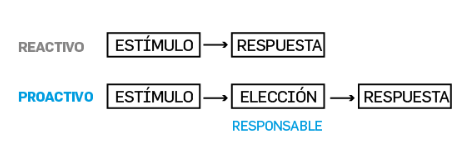 REACTIVO ESTÍMULO RESPUESTA
PROACTIVO ESTÍMULO ELECCIÓN RESPUESTA
RESPONSABLE